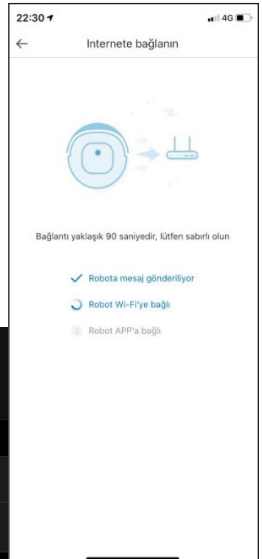 22:30
4G
Internete bağlanın
Bağlantı yaklaşık 90 saniyedir, lütfen sabırlı olun
Robota mesaj gönderiliyor
Robot Wi-Fi'ye bağlı
3 Robot APP'a bağlı